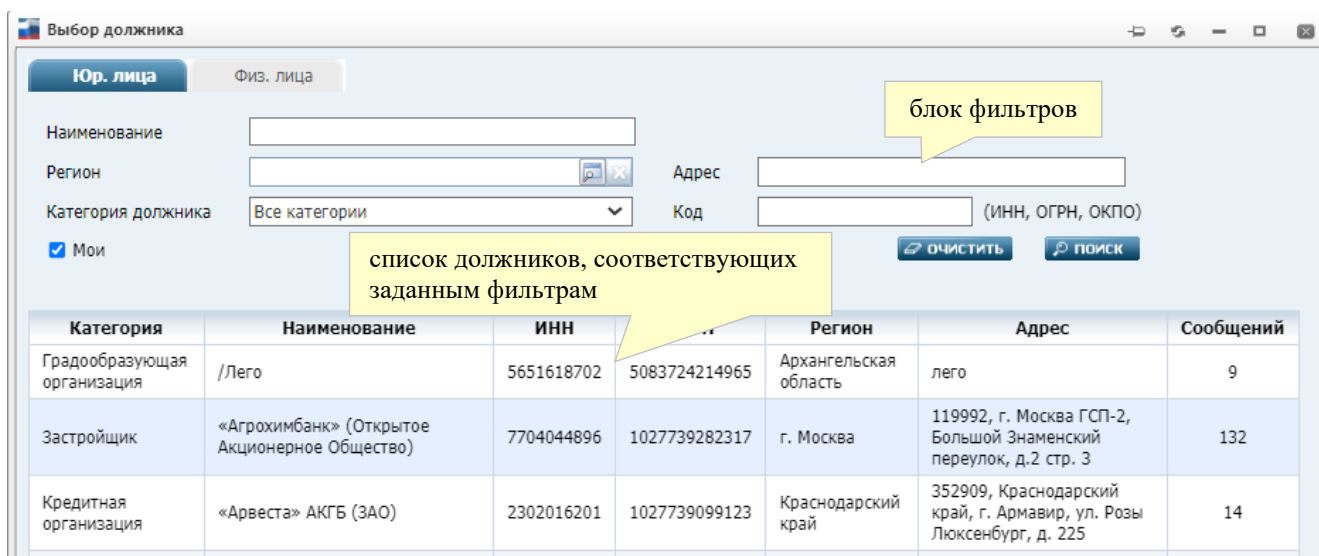 Выбор должника
Юр. лица Физ. лица
блок фильтров
Наименование
Регион Адрес
Категория должника Все категории Код (ИНН, ОГРН, ОКПО)
Мои ОЧИСТИТЬ ПОИСК
список должников, соответствующих
заданным фильтрам
Категория Наименование ИНН Регион Адрес Сообщений
Градообразующая
организация
/Лего
5651618702
5083724214965
Архангельская
область
лего
9
Застройщик
«Агрохимбанк» (Открытое
Акционерное Общество)
7704044896
1027739282317
г. Москва
119992, г. Москва ГСП-2,
Большой Знаменский
переулок, д.2 стр. 3
132
Кредитная
организация
«Арвеста» АКГБ (ЗАО)
2302016201
1027739099123
Краснодарский
край
352909, Краснодарский
край, г. Армавир, ул. Розы
Люксенбург, д. 225
14